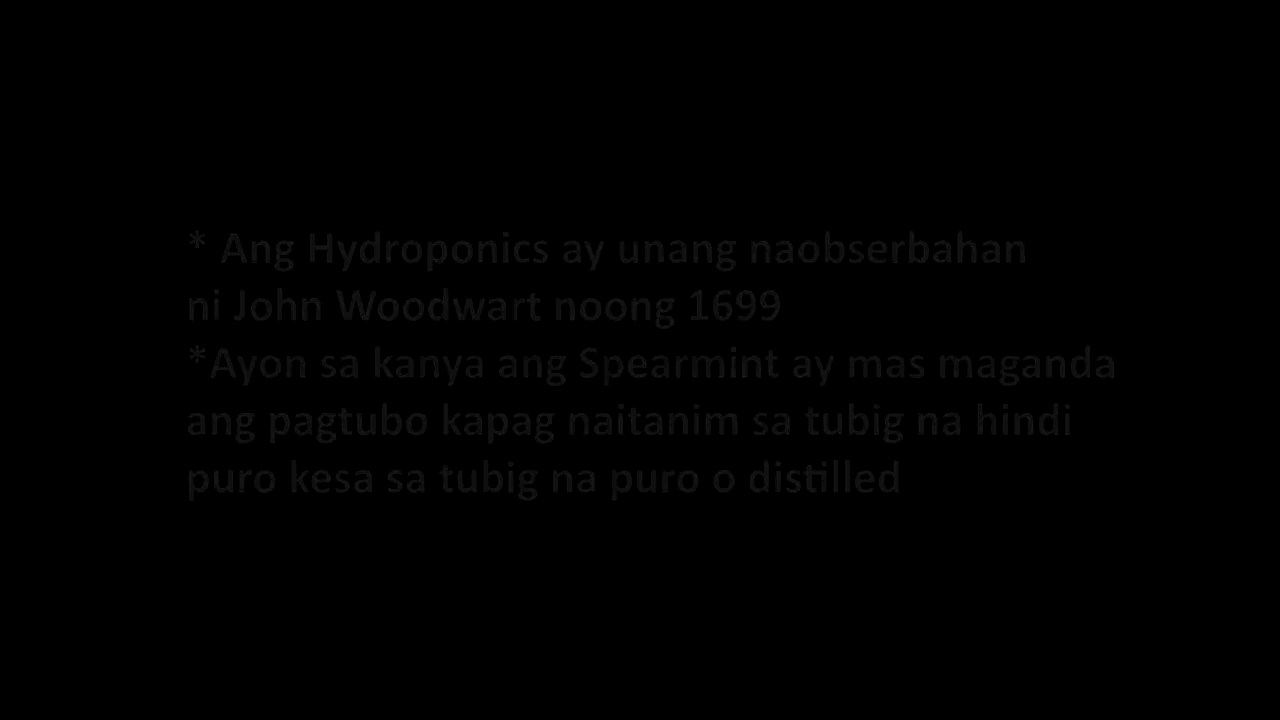 * Ang Hydroponics ay unang naobserbahan
ni John Woodwart noong 1699
*Ayon sa kanya ang Spearmint ay mas maganda
ang pagtubo kapag naitanim sa tubig na hindi
puro kesa sa tubig na puro o distilled